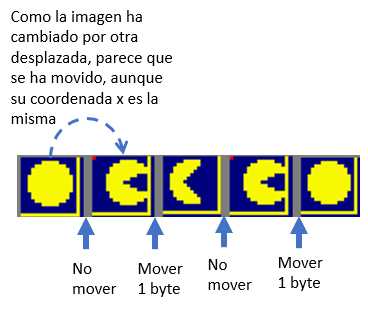 Como la imagen ha
cambiado por otra
desplazada, parece que
se ha movido, aunque
su coordenada x es la
misma
No
mover
Mover
1 byte
No
mover
Mover
1 byte